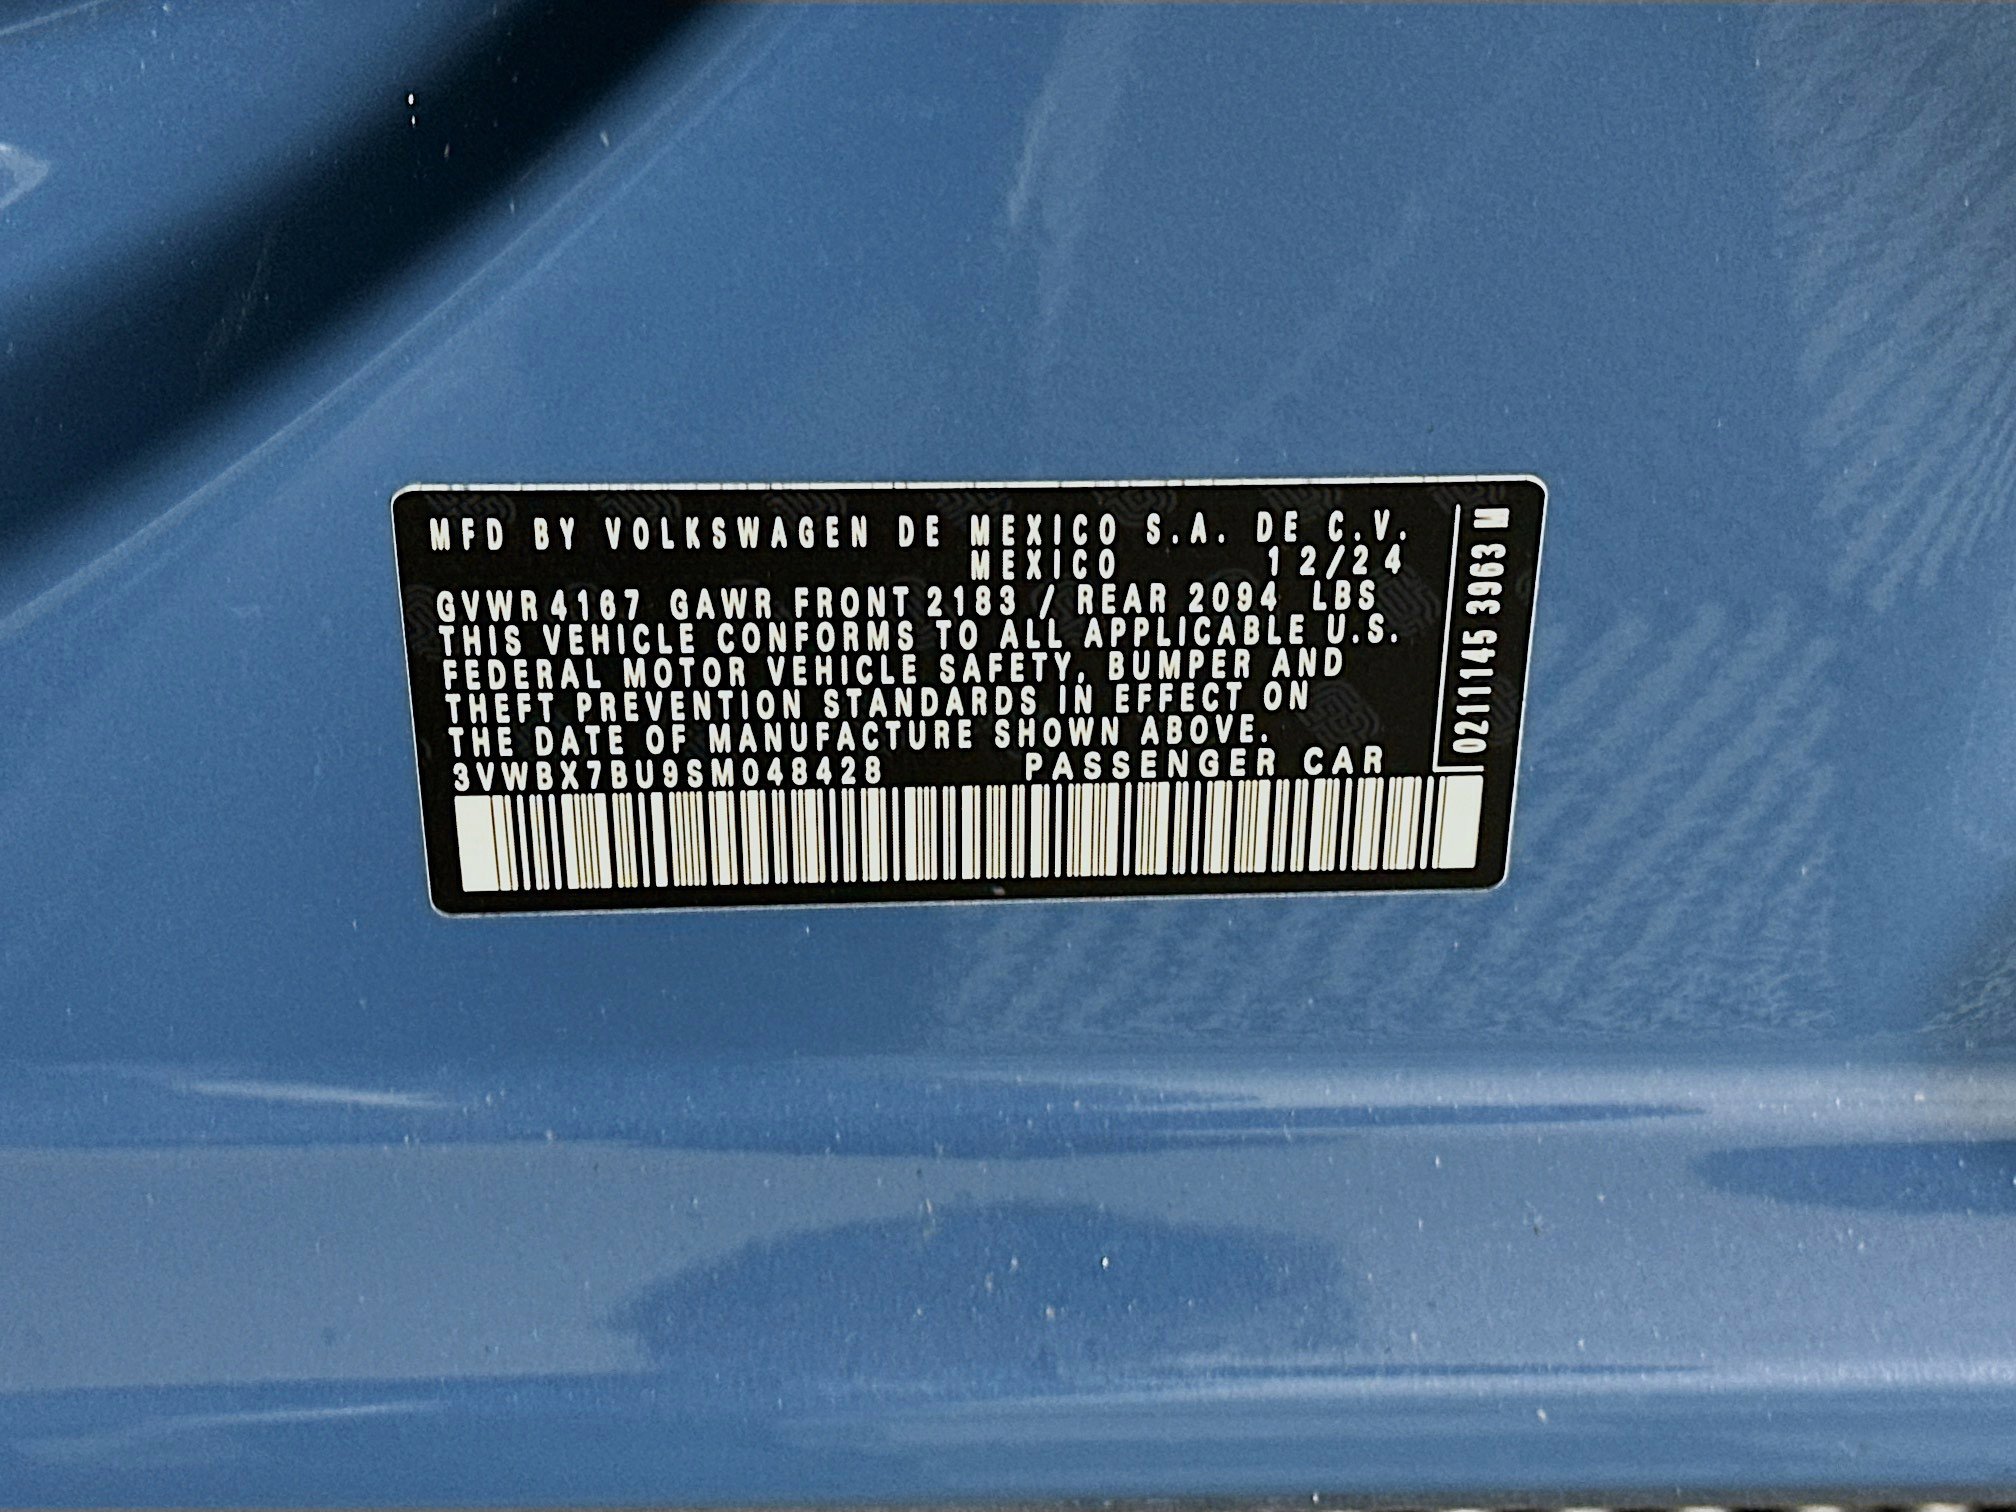 MFD BY VOLKSWAGEN DE MEXICO S.A. DE C.V.
MEXICO 12/24
GVWR 4167 GAWR FRONT 2183 / REAR 2094 LBS
THIS VEHICLE CONFORMS TO ALL APPLICABLE U.S.
FEDERAL MOTOR VEHICLE SAFETY, BUMPER AND
THEFT PREVENTION STANDARDS IN EFFECT ON
THE DATE OF MANUFACTURE SHOWN ABOVE.
3VWBX7BU9SM048428 PASSENGER CAR
0211145 3963 M